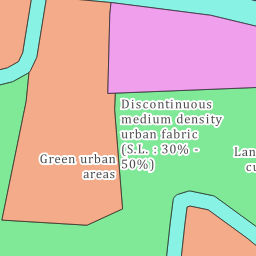 Discontinuous
medium density
urban fabric
(S.L. : 30% -
50%)
Green urban
areas